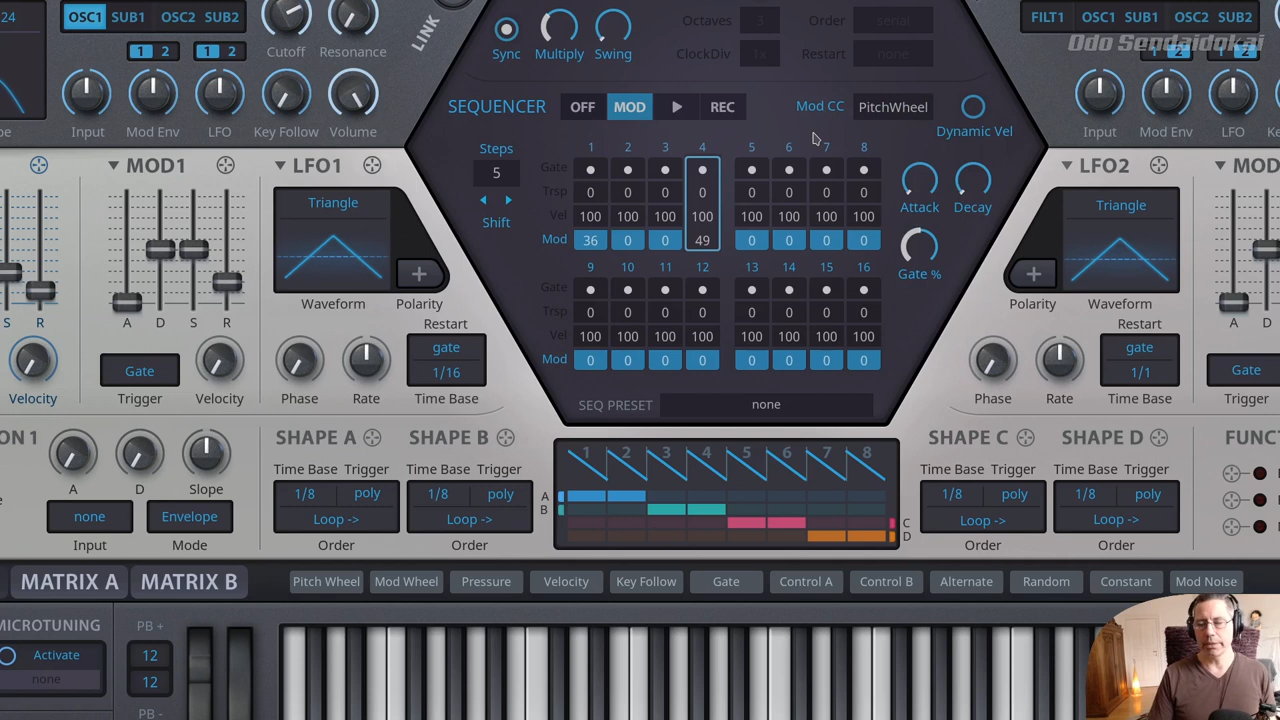 24 OSC1 SUB1 OSC2 SUB2
Cutoff Resonance LINK
1 2 1 2
Input Mod Env LFO Key Follow Volume
Sync Multiply Swing
Octaves 3 Order serial
ClockDiv 1x Restart none
FILT1 OSC1 SUB1 OSC2 SUB2
Odo Sendaidokai
1 2 1 2
Input Mod Env LFO
SEQUENCER OFF MOD REC Mod CC PitchWheel
Dynamic Vel
Steps
5
Shift
1 2 3 4 5 6 7 8
Gate
Trsp 0 0 0 0 0 0 0 0
Vel 100 100 100 100 100 100 100 100
Mod 36 0 0 49 0 0 0 0
Attack Decay
Gate %
9 10 11 12 13 14 15 16
Gate
Trsp 0 0 0 0 0 0 0 0
Vel 100 100 100 100 100 100 100 100
Mod 0 0 0 0 0 0 0 0
SEQ PRESET none
MOD1
S R A D S R
Velocity
Gate
Trigger Velocity
LFO1
Triangle
Waveform Polarity
Restart
gate
1/16
Phase Rate Time Base
LFO2
Triangle
Polarity Waveform
Restart
gate
1/1
Phase Rate Time Base
MOD
A D
Gate
Trigger
ON 1
A D Slope
none Envelope
Input Mode
SHAPE A
Time Base Trigger
1/8 poly
Loop ->
Order
SHAPE B
Time Base Trigger
1/8 poly
Loop ->
Order
1 2 3 4 5 6 7 8
A
B
C
D
SHAPE C
Time Base Trigger
1/8 poly
Loop ->
Order
SHAPE D
Time Base Trigger
1/8 poly
Loop ->
Order
FUNCT
MATRIX A MATRIX B Pitch Wheel Mod Wheel Pressure Velocity Key Follow Gate Control A Control B Alternate Random Constant Mod Noise
MICROTUNING
Activate
none
PB +
12
12
PB -